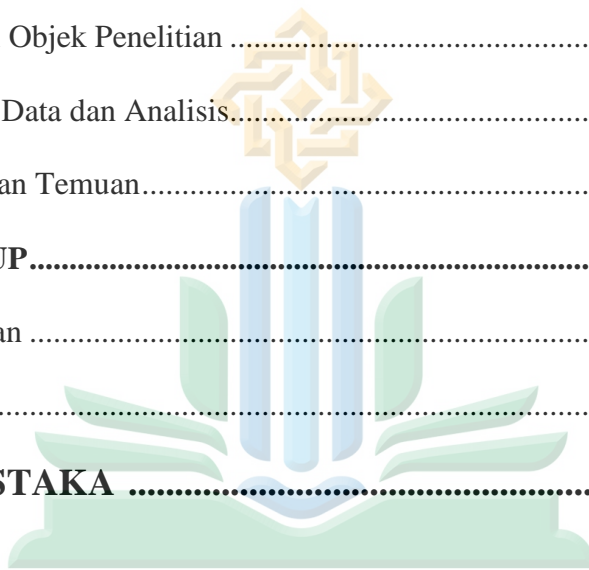 Objek Penelitian ..................................................
Data dan Analisis..................................................
an Temuan..................................................
UP..................................................
an ..................................................
..................................................
STAKA ..................................................